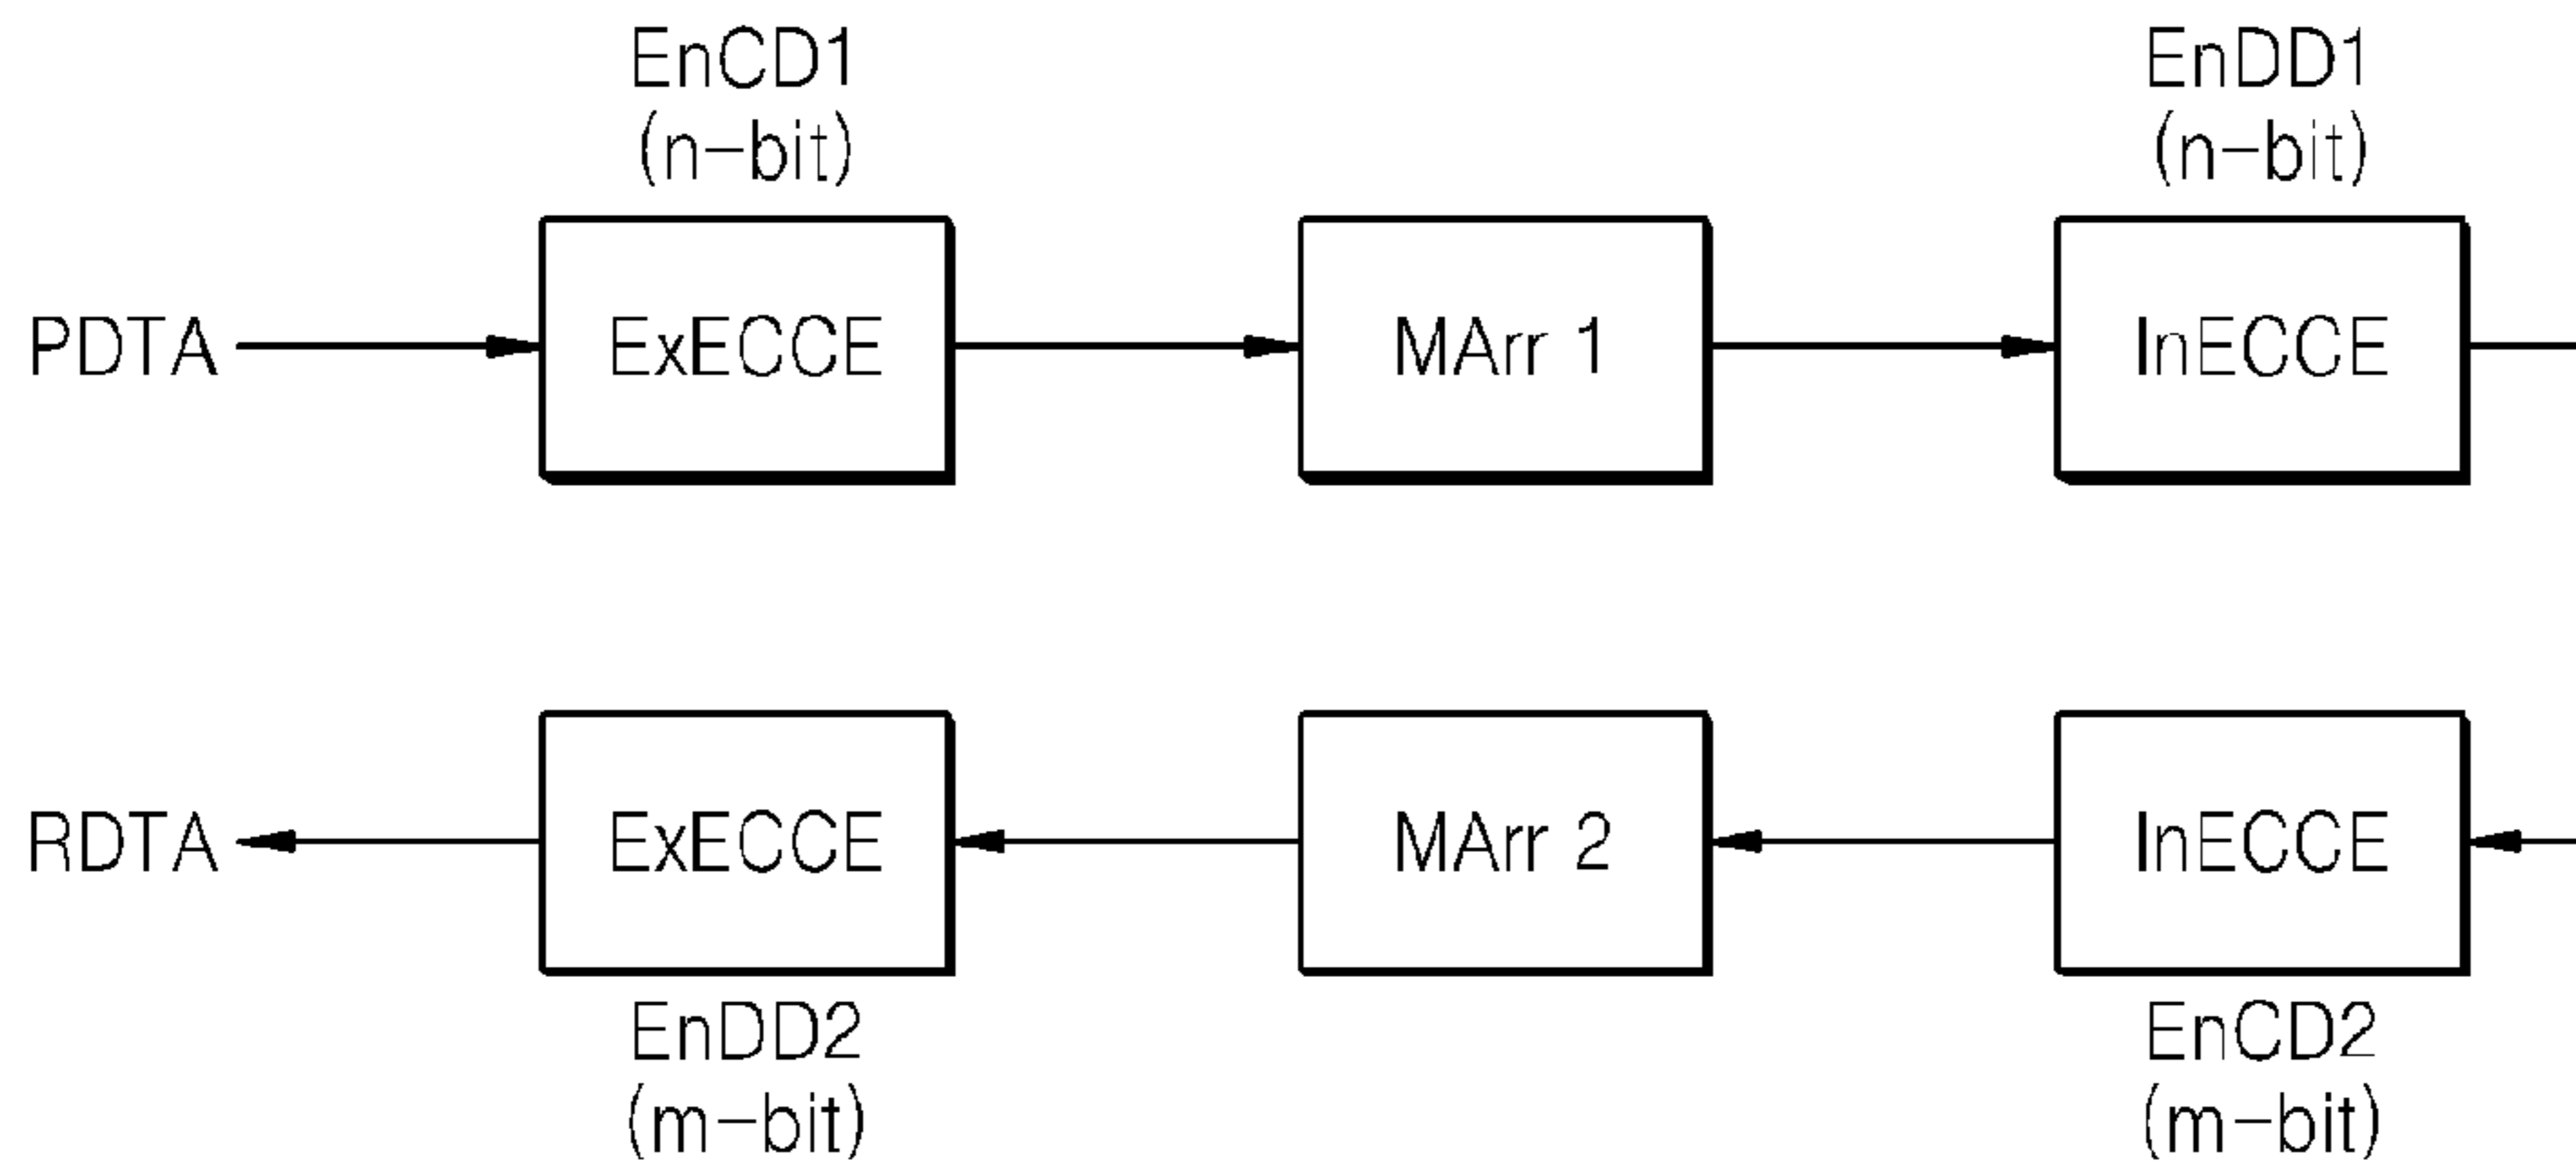 EnCD1
(n-bit)
EnDD1
(n-bit)
PDTA
ExECCE
MArr 1
InECCE
RDTA
ExECCE
MArr 2
InECCE
EnDD2
(m-bit)
EnCD2
(m-bit)